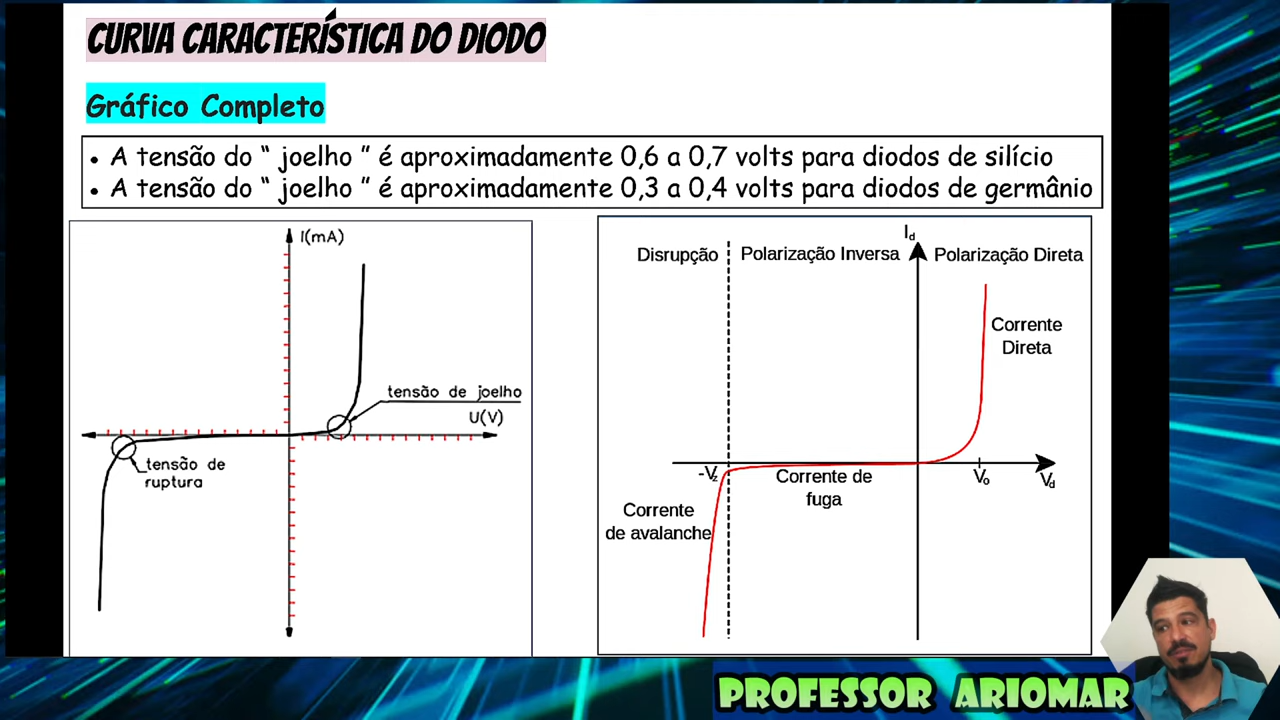 CURVA CARACTERÍSTICA DO DIODO
Gráfico Completo
• A tensão do “ joelho ” é aproximadamente 0,6 a 0,7 volts para diodos de silício
• A tensão do “ joelho ” é aproximadamente 0,3 a 0,4 volts para diodos de germânio
I(mA)
tensão de joelho
U(V)
tensão de
ruptura
Id
Disrupção
Polarização Inversa
Polarização Direta
Corrente
Direta
-Vz
Corrente de
fuga
Vo
Vd
Corrente
de avalanche
PROFESSOR ARIOMAR